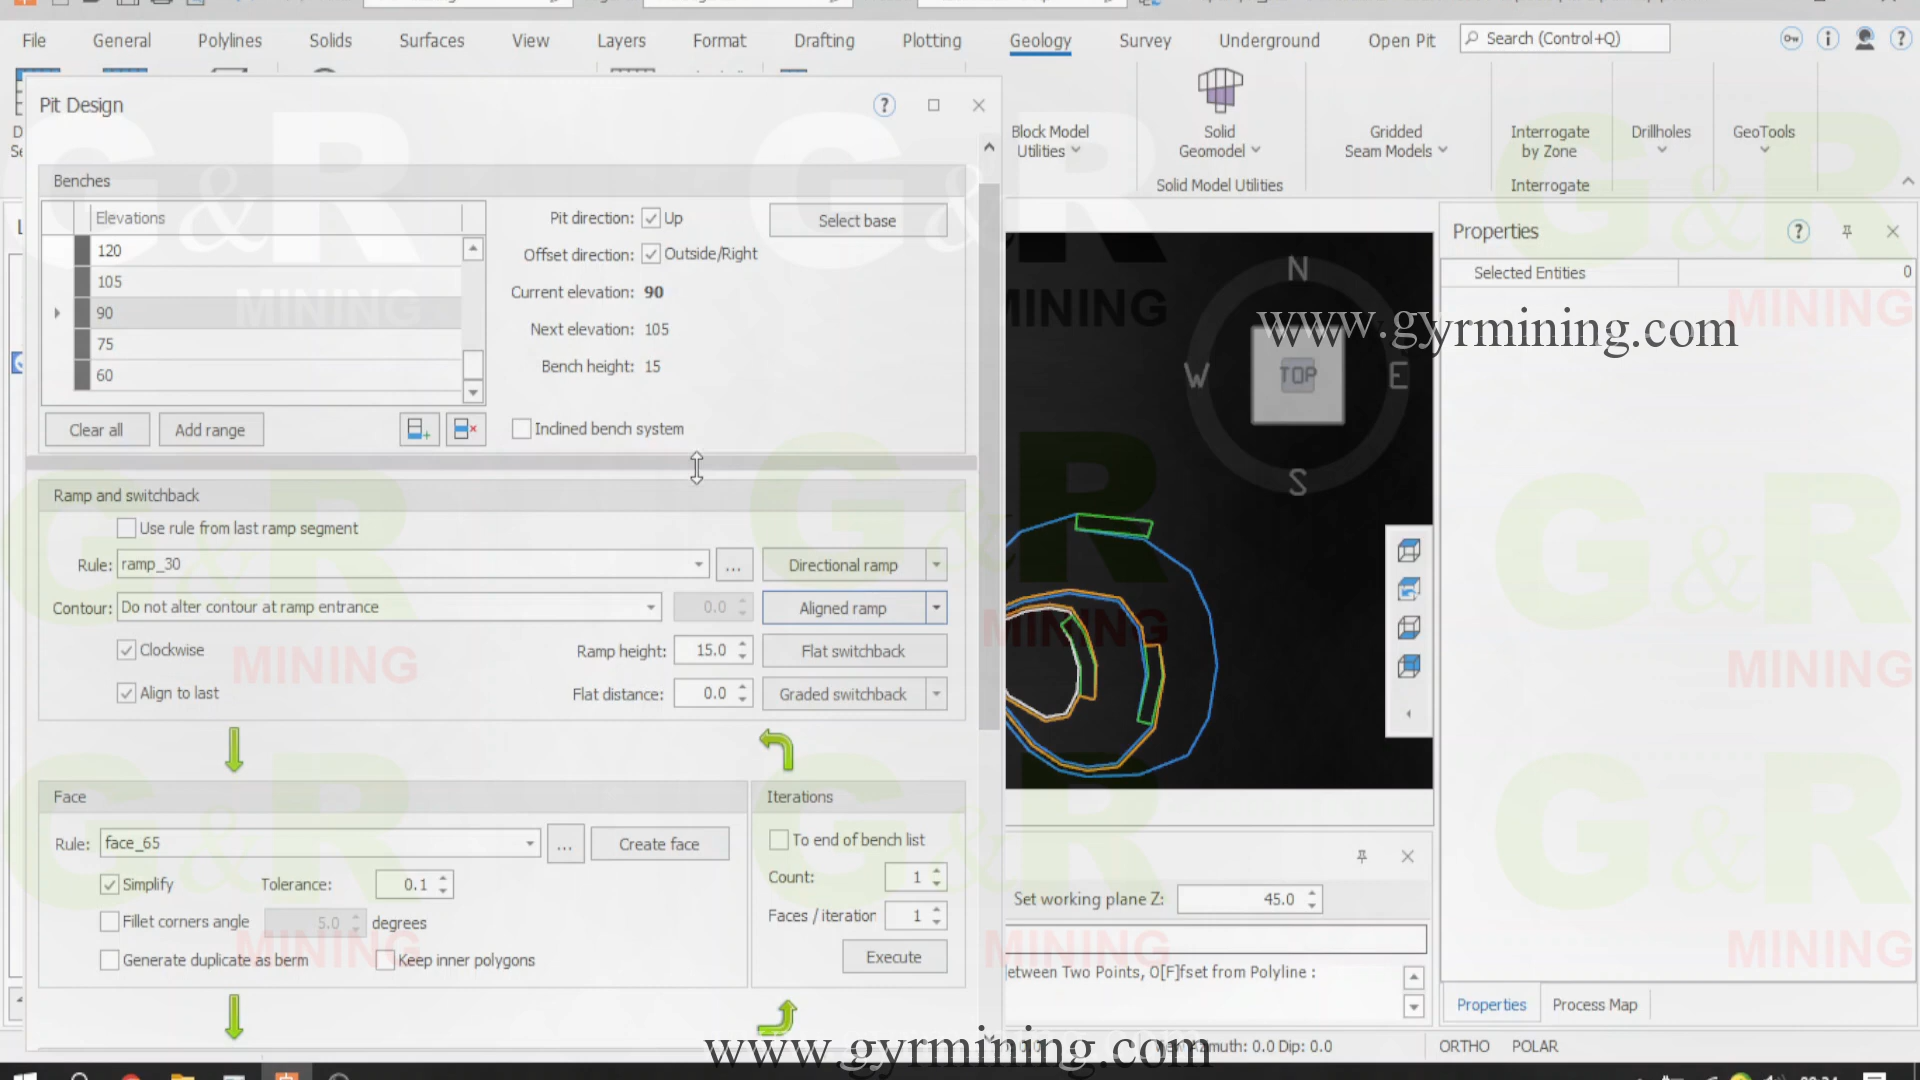 File General Polylines Solids Surfaces View Layers Format Drafting Plotting Geology Survey Underground Open Pit Search (Control+Q)
Pit Design
Block Model Utilities
Solid Geomodel
Gridded Seam Models
Interrogate by Zone
Drillholes
GeoTools
Solid Model Utilities
Interrogate
Benches
Elevations
120
105
90
75
60
Pit direction: Up
Select base
Offset direction: Outside/Right
Current elevation: 90
Next elevation: 105
Bench height: 15
Clear all Add range
Inclined bench system
Ramp and switchback
Use rule from last ramp segment
Rule: ramp_30 ... Directional ramp
Contour: Do not alter contour at ramp entrance 0.0 Aligned ramp
Clockwise Ramp height: 15.0 Flat switchback
Align to last Flat distance: 0.0 Graded switchback
Face
Rule: face_65 ... Create face
Simplify Tolerance: 0.1
Fillet corners angle 5.0 degrees
Generate duplicate as berm Keep inner polygons
Iterations
To end of bench list
Count: 1
Faces / iteration 1
Execute
N
W TOP E
S
Properties
Selected Entities 0
www.gyrmining.com
Set working plane Z: 45.0
etween Two Points, O[F]fset from Polyline :
Properties Process Map
Dip: 0.0
ORTHO POLAR
www.gyrmining.com
G&R
MINING
G&R
MINING
G&R
MINING
G&R
MINING
G&R
MINING
G&R
MINING
G&R
MINING
G&R
MINING
G&R
MINING